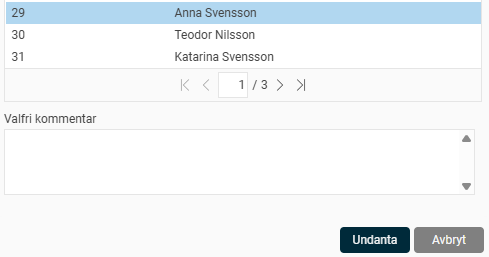 29 Anna Svensson
30 Teodor Nilsson
31 Katarina Svensson
1 / 3
Valfri kommentar
Undanta Avbryt